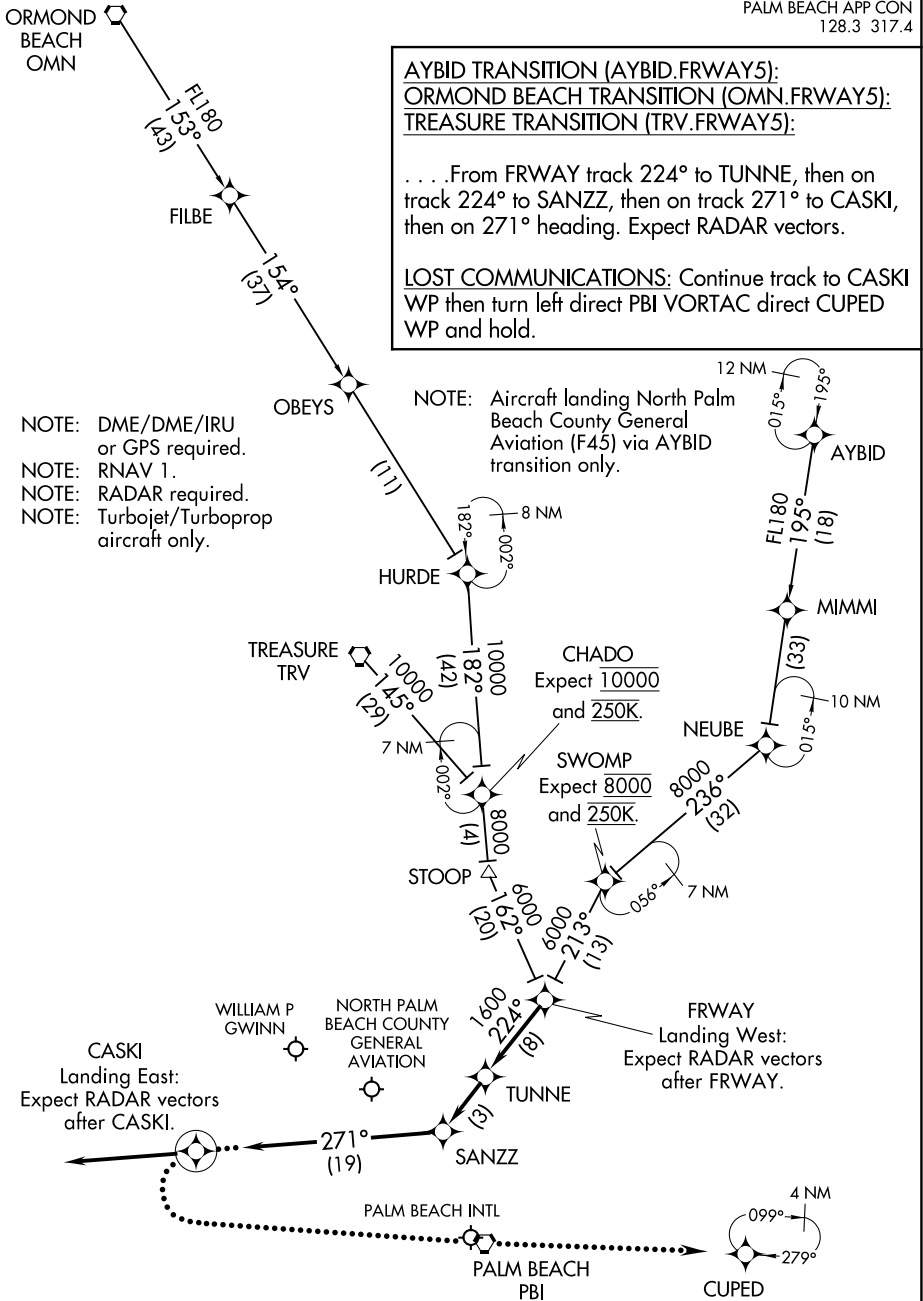 PALM BEACH APP CON
128.3 317.4
ORMOND
BEACH
OMN
AYBID TRANSITION (AYBID.FRWAY5):
ORMOND BEACH TRANSITION (OMN.FRWAY5):
TREASURE TRANSITION (TRV.FRWAY5):
. . . .From FRWAY track 224° to TUNNE, then on
track 224° to SANZZ, then on track 271° to CASKI,
then on 271° heading. Expect RADAR vectors.
LOST COMMUNICATIONS: Continue track to CASKI
WP then turn left direct PBI VORTAC direct CUPED
WP and hold.
FL180
153°
(43)
FILBE
154°
(37)
OBEYS
NOTE: DME/DME/IRU
or GPS required.
NOTE: RNAV 1.
NOTE: RADAR required.
NOTE: Turbojet/Turboprop
aircraft only.
NOTE: Aircraft landing North Palm
Beach County General
Aviation (F45) via AYBID
transition only.
12 NM
015°
195°
AYBID
FL180
195°
(18)
(11)
182°
8 NM
002°
HURDE
MIMMI
(33)
TREASURE
TRV
10000
145°
(29)
10000
182°
(42)
CHADO
Expect 10000
and 250K.
10 NM
015°
NEUBE
7 NM
002°
SWOMP
Expect 8000
and 250K.
8000
236°
(32)
8000
(4)
STOOP
056°
7 NM
6000
162°
(20)
6000
213°
(13)
WILLIAM P
GWINN
NORTH PALM
BEACH COUNTY
GENERAL
AVIATION
1600
224°
(8)
FRWAY
Landing West:
Expect RADAR vectors
after FRWAY.
CASKI
Landing East:
Expect RADAR vectors
after CASKI.
TUNNE
(3)
SANZZ
271°
(19)
PALM BEACH INTL
PALM BEACH
PBI
4 NM
099°
279°
CUPED